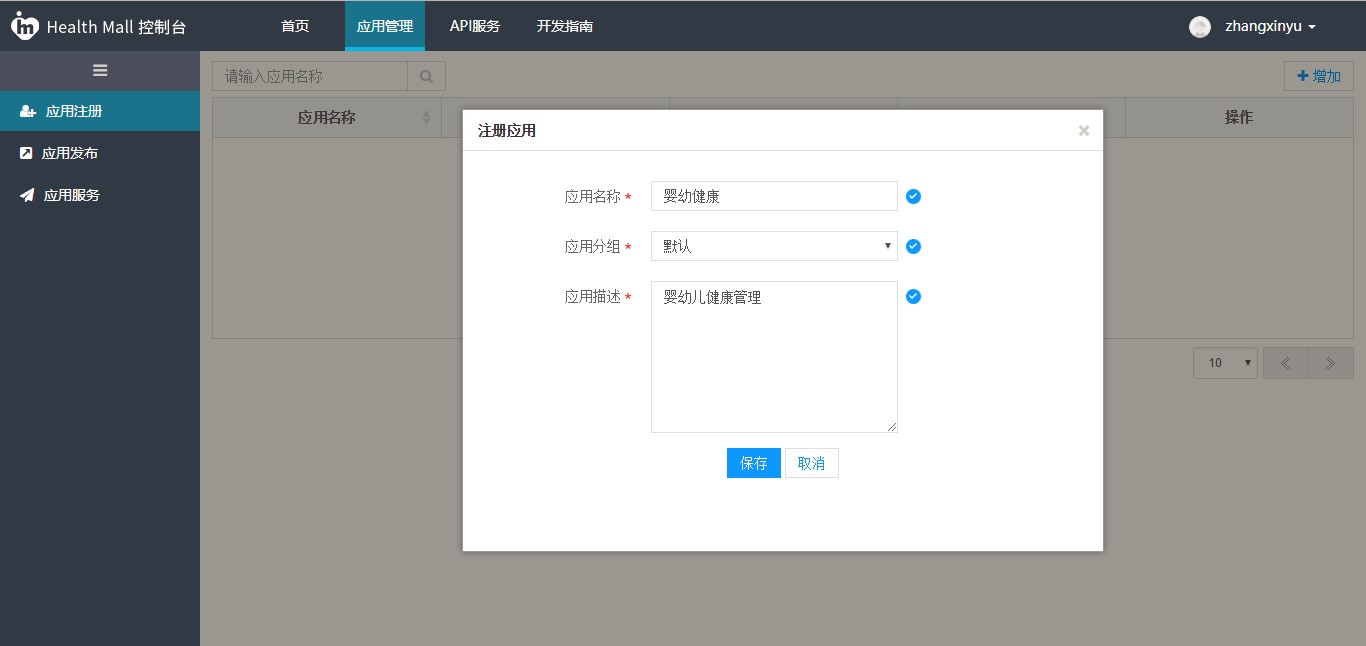 Health Mall 控制台
首页
应用管理
API服务
开发指南
zhangxinyu
应用注册
应用发布
应用服务
请输入应用名称
增加
应用名称
操作
注册应用
应用名称 *
婴幼健康
应用分组 *
默认
应用描述 *
婴幼儿健康管理
保存
取消
10